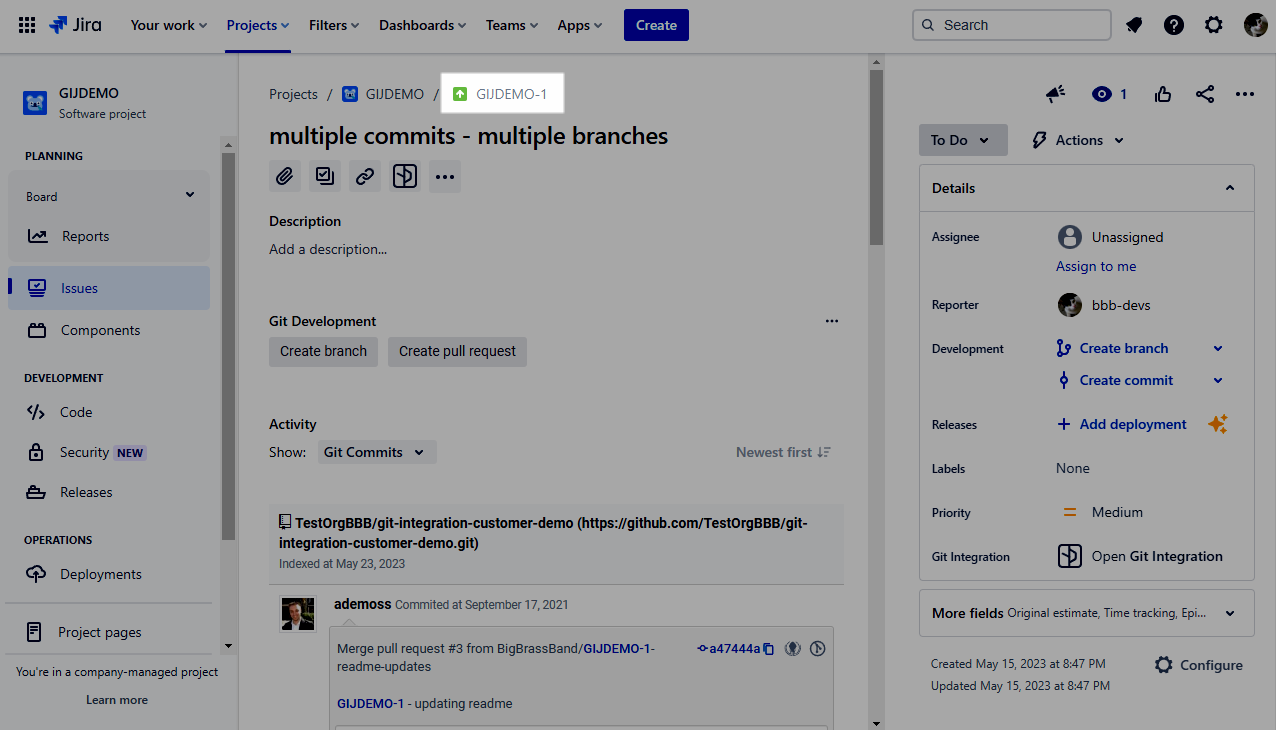 Jira Your work Projects Filters Dashboards Teams Apps Create Search
GIJDEMO
Software project
PLANNING
Board
Reports
Issues
Components
DEVELOPMENT
Code
Security NEW
Releases
OPERATIONS
Deployments
Project pages
You're in a company-managed project
Learn more
Projects / GIJDEMO / GIJDEMO-1
multiple commits - multiple branches
Description
Add a description...
Git Development
Create branch Create pull request
Activity
Show: Git Commits Newest first
TestOrgBBB/git-integration-customer-demo (https://github.com/TestOrgBBB/git-
integration-customer-demo.git)
Indexed at May 23, 2023
ademoss Commited at September 17, 2021
Merge pull request #3 from BigBrassBand/GIJDEMO-1- a47444a
readme-updates
GIJDEMO-1 - updating readme
1
To Do Actions
Details
Assignee Unassigned
Assign to me
Reporter bbb-devs
Development Create branch
Create commit
Releases Add deployment
Labels None
Priority Medium
Git Integration Open Git Integration
More fields Original estimate, Time tracking, Epi...
Created May 15, 2023 at 8:47 PM Configure
Updated May 15, 2023 at 8:47 PM